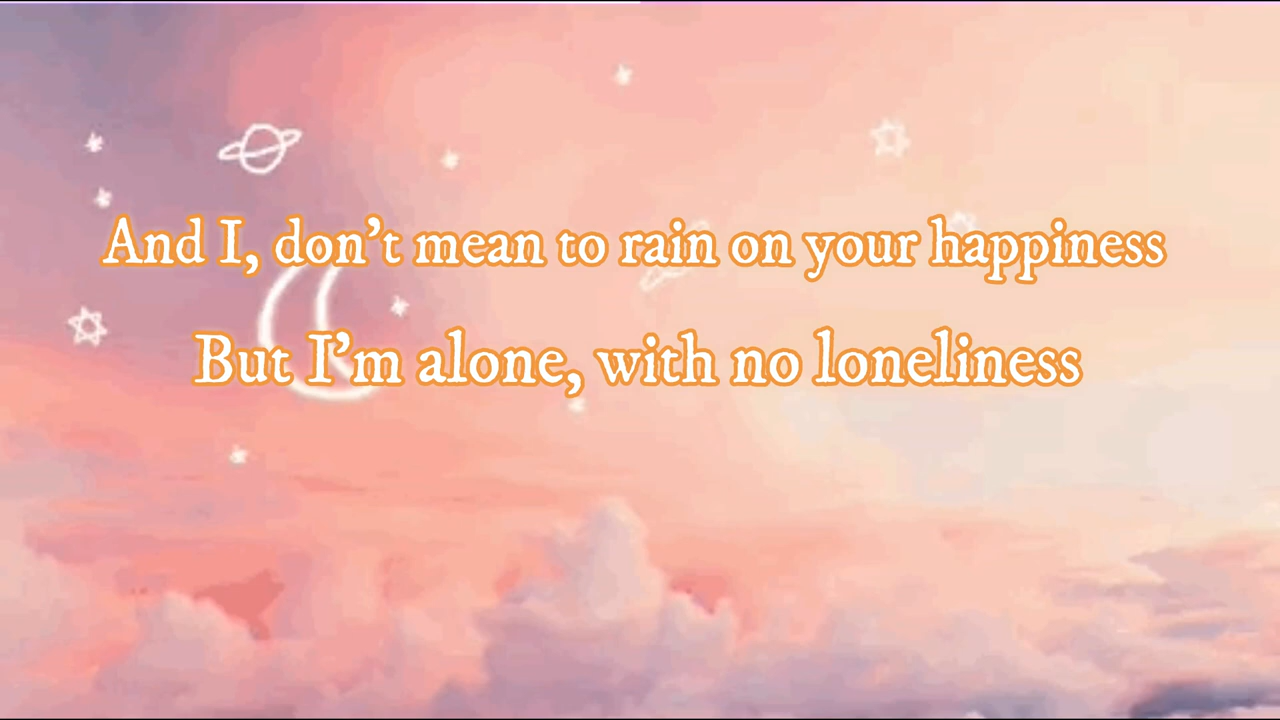 And I, don't mean to rain on your happiness
But I'm alone, with no loneliness